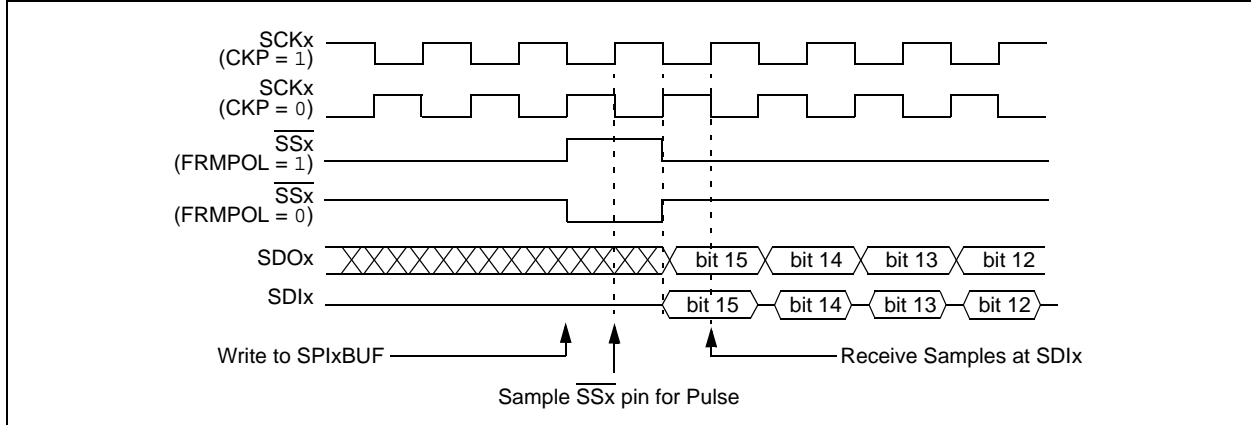 SCKx
(CKP = 1)
SCKx
(CKP = 0)
SSx
(FRMPOL = 1)
SSx
(FRMPOL = 0)
SDOx bit 15 bit 14 bit 13 bit 12
SDIx bit 15 bit 14 bit 13 bit 12
Write to SPIxBUF Receive Samples at SDIx
Sample SSx pin for Pulse